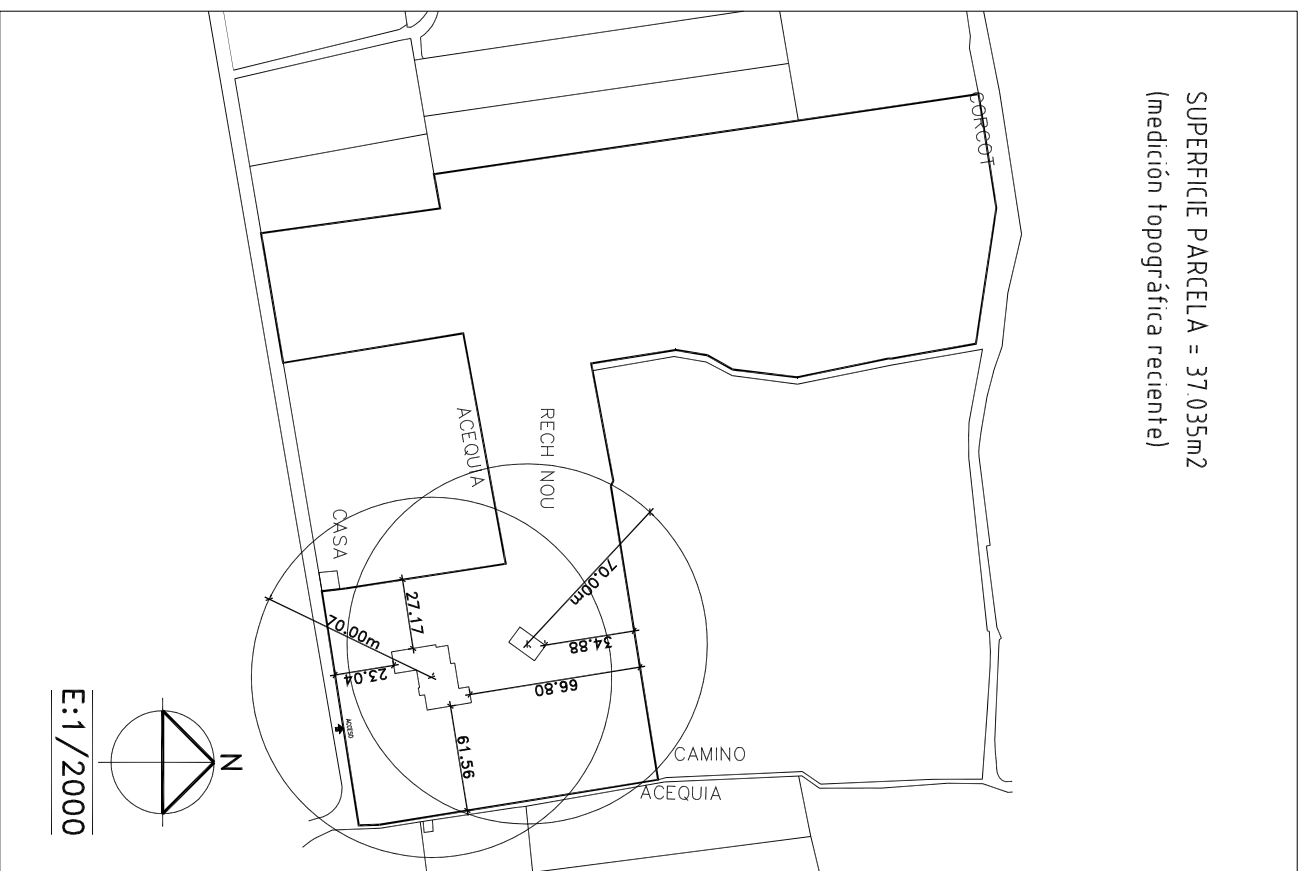 SUPERFICIE PARCELA = 37.035m2
(medición topográfica reciente)
CORCOT
RECH NOU
ACEQUIA
CASA
70.00m
27.17
34.88
70.00m
23.04
66.80
61.56
ACCESO
CAMINO
ACEQUIA
N
E:1/2000